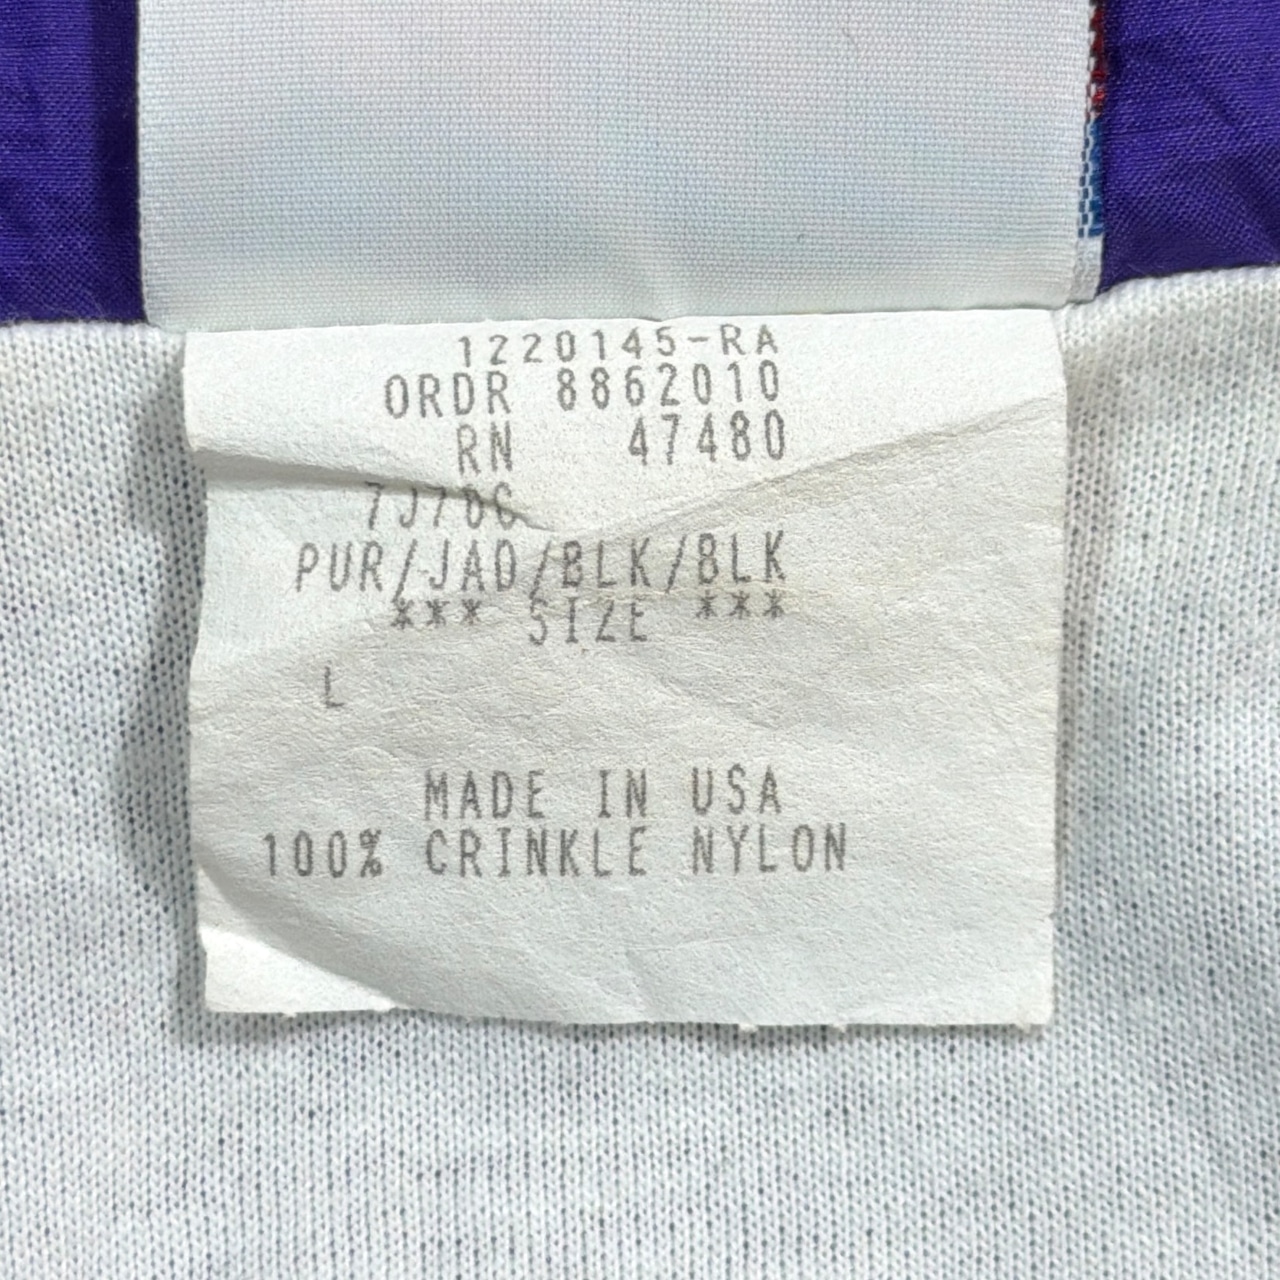 1220145-RA
ORDR 8862010
RN 47480
PUR/JAD/BLK/BLK
*** SIZE ***
L
MADE IN USA
100% CRINKLE NYLON